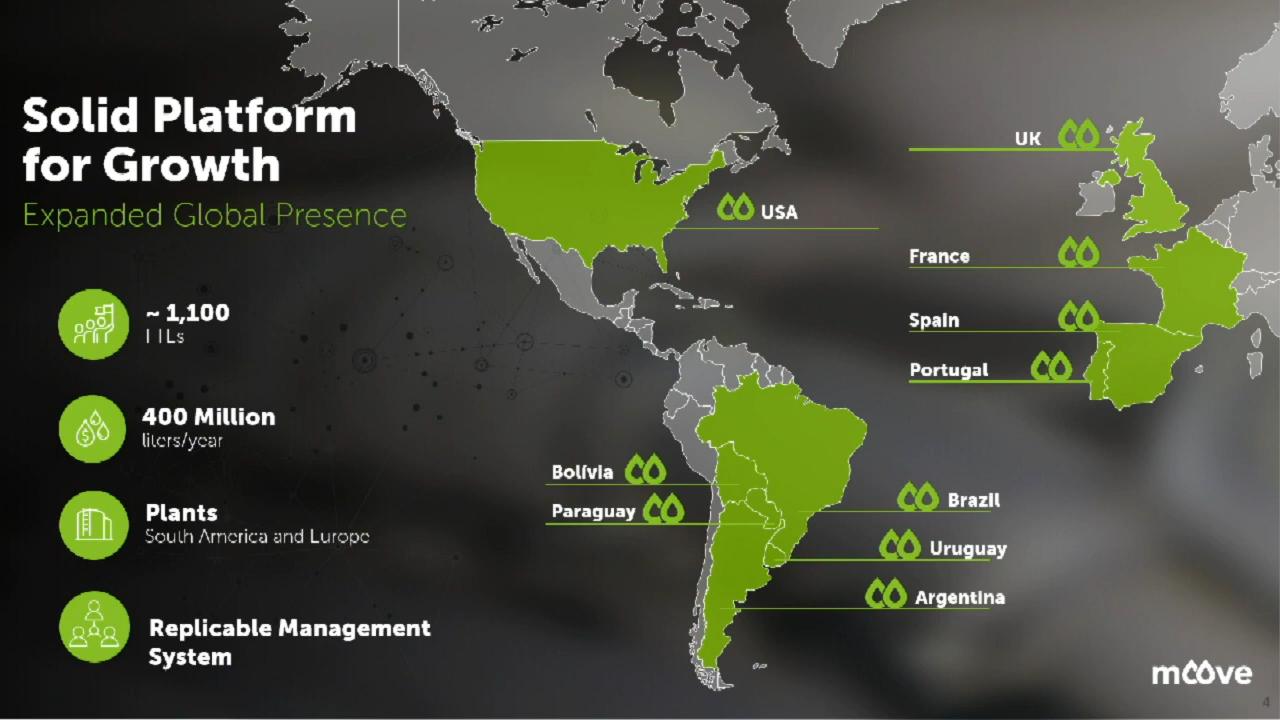 Solid Platform
for Growth
Expanded Global Presence
~ 1,100
400 Million
liters/year
Plants
South America and Europe
Replicable Management
System
USA
UK
France
Spain
Portugal
Bolívia
Paraguay
Brazil
Uruguay
Argentina
moove
4